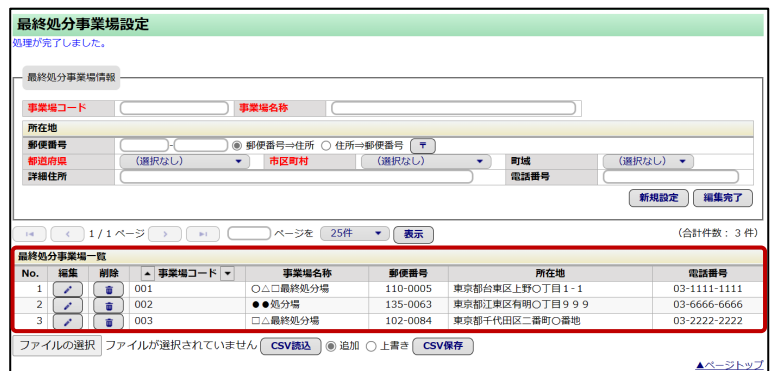 最終処分事業場設定
処理が完了しました。
最終処分事業場情報
事業場コード 事業場名称
所在地
郵便番号 - 郵便番号⇒住所 住所⇒郵便番号 〒
都道府県 (選択なし) 市区町村 (選択なし) 町域 (選択なし)
詳細住所 電話番号
新規設定 編集完了
1 / 1 ページ ページを 25件 表示 (合計件数： 3 件)
最終処分事業場一覧
No. 編集 削除 ▲ 事業場コード ▼ 事業場名称 郵便番号 所在地 電話番号
1 001 ○△□最終処分場 110-0005 東京都台東区上野○丁目１-１ 03-1111-1111
2 002 ●●処分場 135-0063 東京都江東区有明○丁目９９９ 03-6666-6666
3 003 □△最終処分場 102-0084 東京都千代田区二番町○番地 03-2222-2222
ファイルの選択 ファイルが選択されていません CSV読込 追加 上書き CSV保存
▲ページトップ